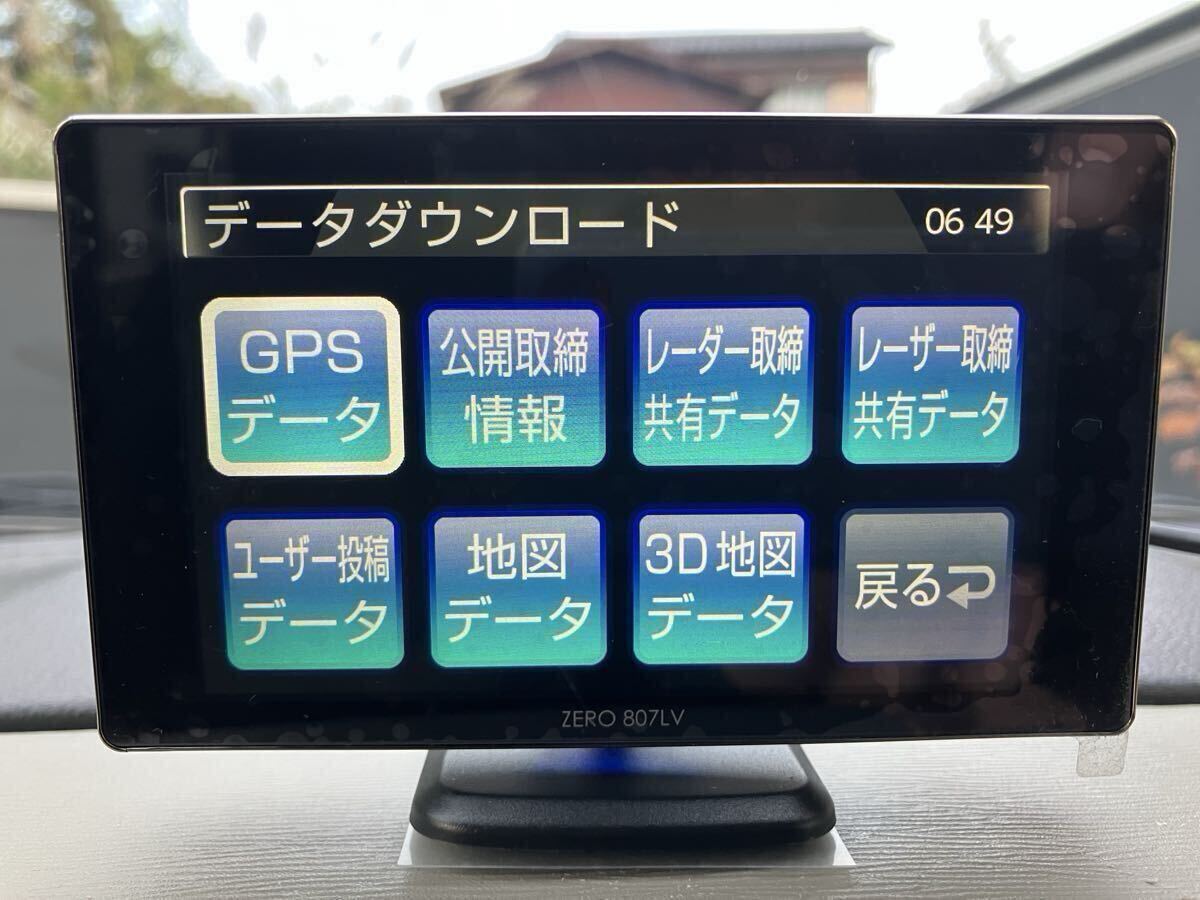 データダウンロード 06 49
GPS
データ
公開取締
情報
レーダー取締
共有データ
レーザー取締
共有データ
ユーザー投稿
データ
地図
データ
3D地図
データ
戻る
ZERO 807LV